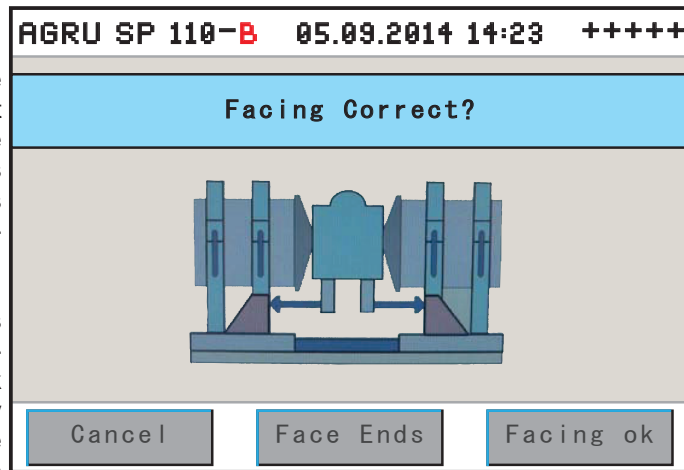 AGRU SP 110-B 05.09.2014 14:23 +++++
Facing Correct?
Cancel Face Ends Facing ok